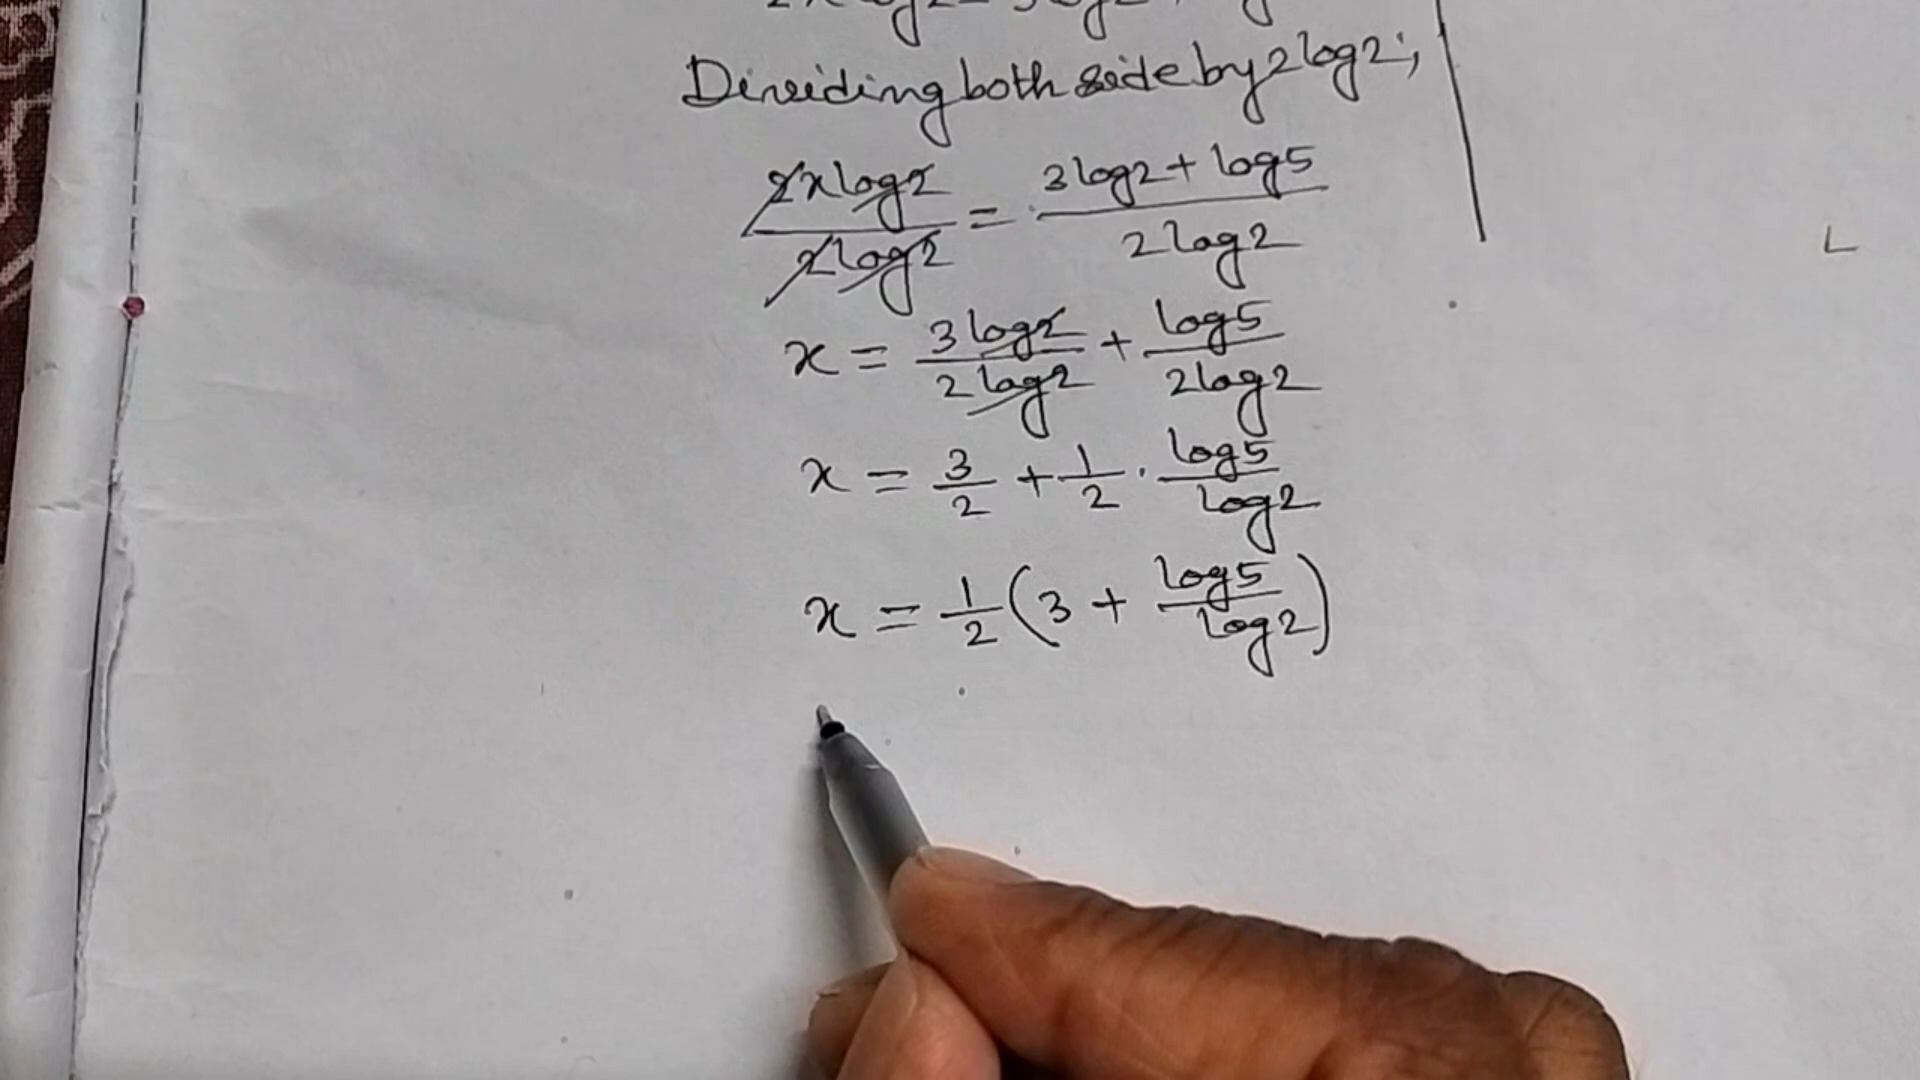 Dividing both side by 2log2;
2xlog2/2log2 = (3log2 + log5)/2log2
x = 3log2/2log2 + log5/2log2
x = 3/2 + 1/2 · log5/log2
x = 1/2 (3 + log5/log2)